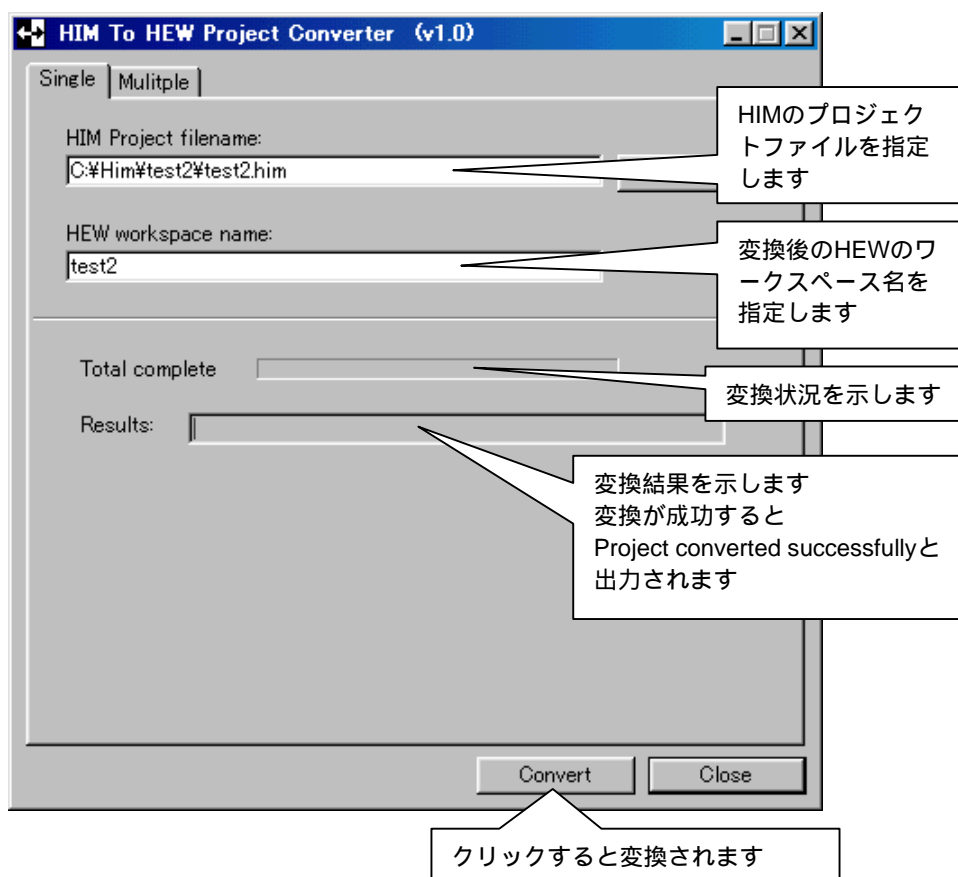 HIM To HEW Project Converter (v1.0)
Single
Mulitple
HIMのプロジェク
トファイルを指定
します
HIM Project filename:
C:¥Him¥test2¥test2.him
HEW workspace name:
test2
変換後のHEWのワ
ークスペース名を
指定します
Total complete
変換状況を示します
Results:
変換結果を示します
変換が成功すると
Project converted successfullyと
出力されます
Convert
Close
クリックすると変換されます